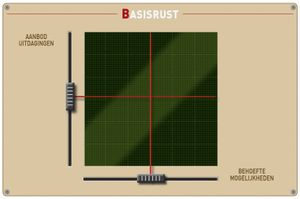 BASISRUST
AANBOD
UITDAGINGEN
BEHOEFTE
MOGELIJKHEDEN